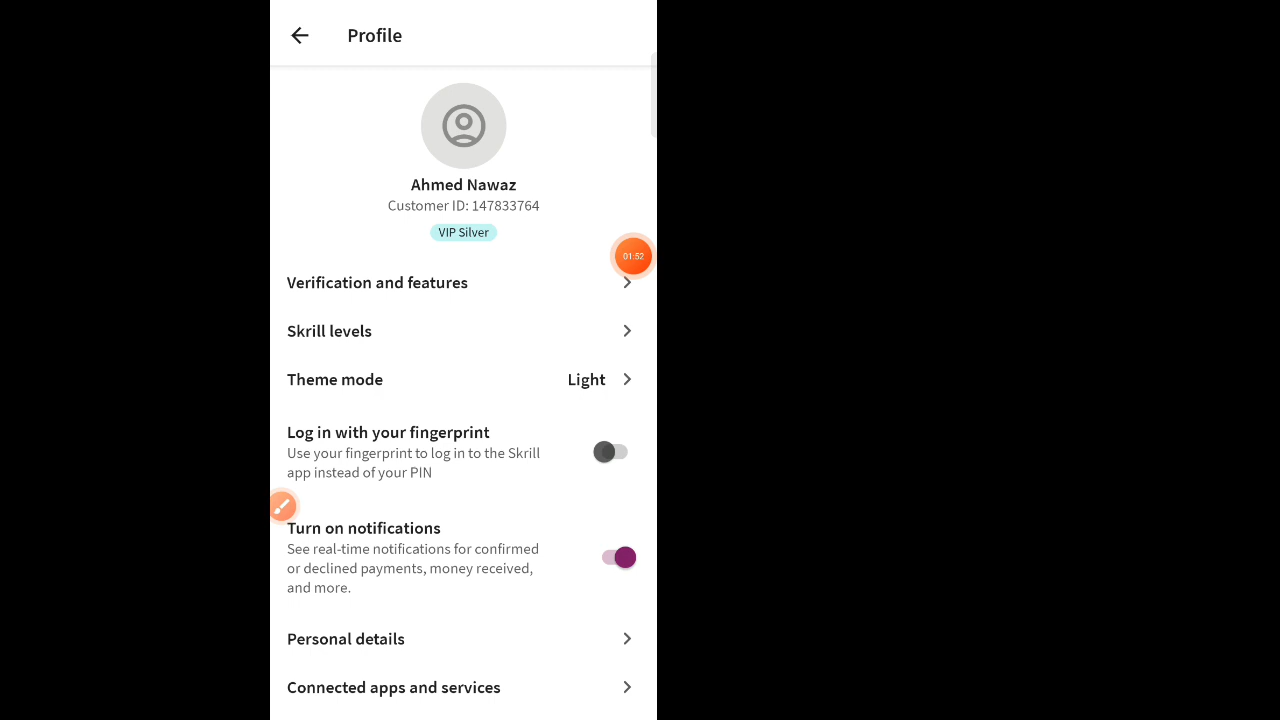 Profile
Ahmed Nawaz
Customer ID: 147833764
VIP Silver
01:52
Verification and features
Skrill levels
Theme mode Light
Log in with your fingerprint
Use your fingerprint to log in to the Skrill
app instead of your PIN
Turn on notifications
See real-time notifications for confirmed
or declined payments, money received,
and more.
Personal details
Connected apps and services